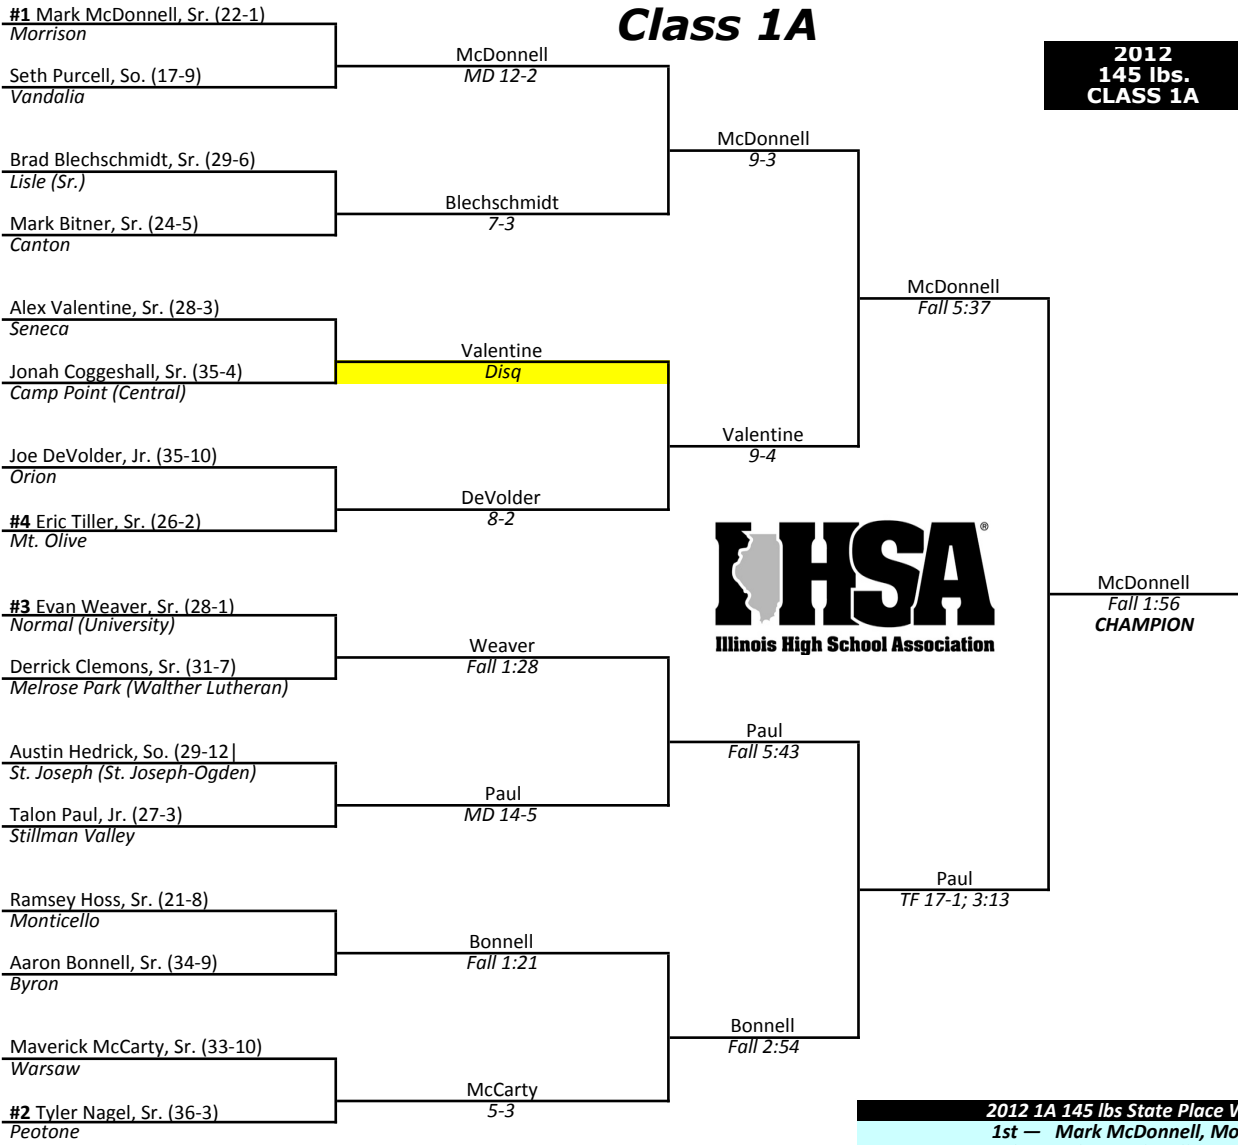 Class 1A
2012
145 lbs.
CLASS 1A
#1 Mark McDonnell, Sr. (22-1)
Morrison
Seth Purcell, So. (17-9)
Vandalia
Brad Blechschmidt, Sr. (29-6)
Lisle (Sr.)
Mark Bitner, Sr. (24-5)
Canton
Alex Valentine, Sr. (28-3)
Seneca
Jonah Coggeshall, Sr. (35-4)
Camp Point (Central)
Joe DeVolder, Jr. (35-10)
Orion
#4 Eric Tiller, Sr. (26-2)
Mt. Olive
#3 Evan Weaver, Sr. (28-1)
Normal (University)
Derrick Clemons, Sr. (31-7)
Melrose Park (Walther Lutheran)
Austin Hedrick, So. (29-12|
St. Joseph (St. Joseph-Ogden)
Talon Paul, Jr. (27-3)
Stillman Valley
Ramsey Hoss, Sr. (21-8)
Monticello
Aaron Bonnell, Sr. (34-9)
Byron
Maverick McCarty, Sr. (33-10)
Warsaw
#2 Tyler Nagel, Sr. (36-3)
Peotone
McDonnell
MD 12-2
Blechschmidt
7-3
Valentine
Disq
DeVolder
8-2
Weaver
Fall 1:28
Paul
MD 14-5
Bonnell
Fall 1:21
McCarty
5-3
McDonnell
9-3
Valentine
9-4
Paul
Fall 5:43
Bonnell
Fall 2:54
McDonnell
Fall 5:37
Paul
TF 17-1; 3:13
IHSA®
Illinois High School Association
McDonnell
Fall 1:56
CHAMPION
2012 1A 145 lbs State Place W
1st — Mark McDonnell, Mo